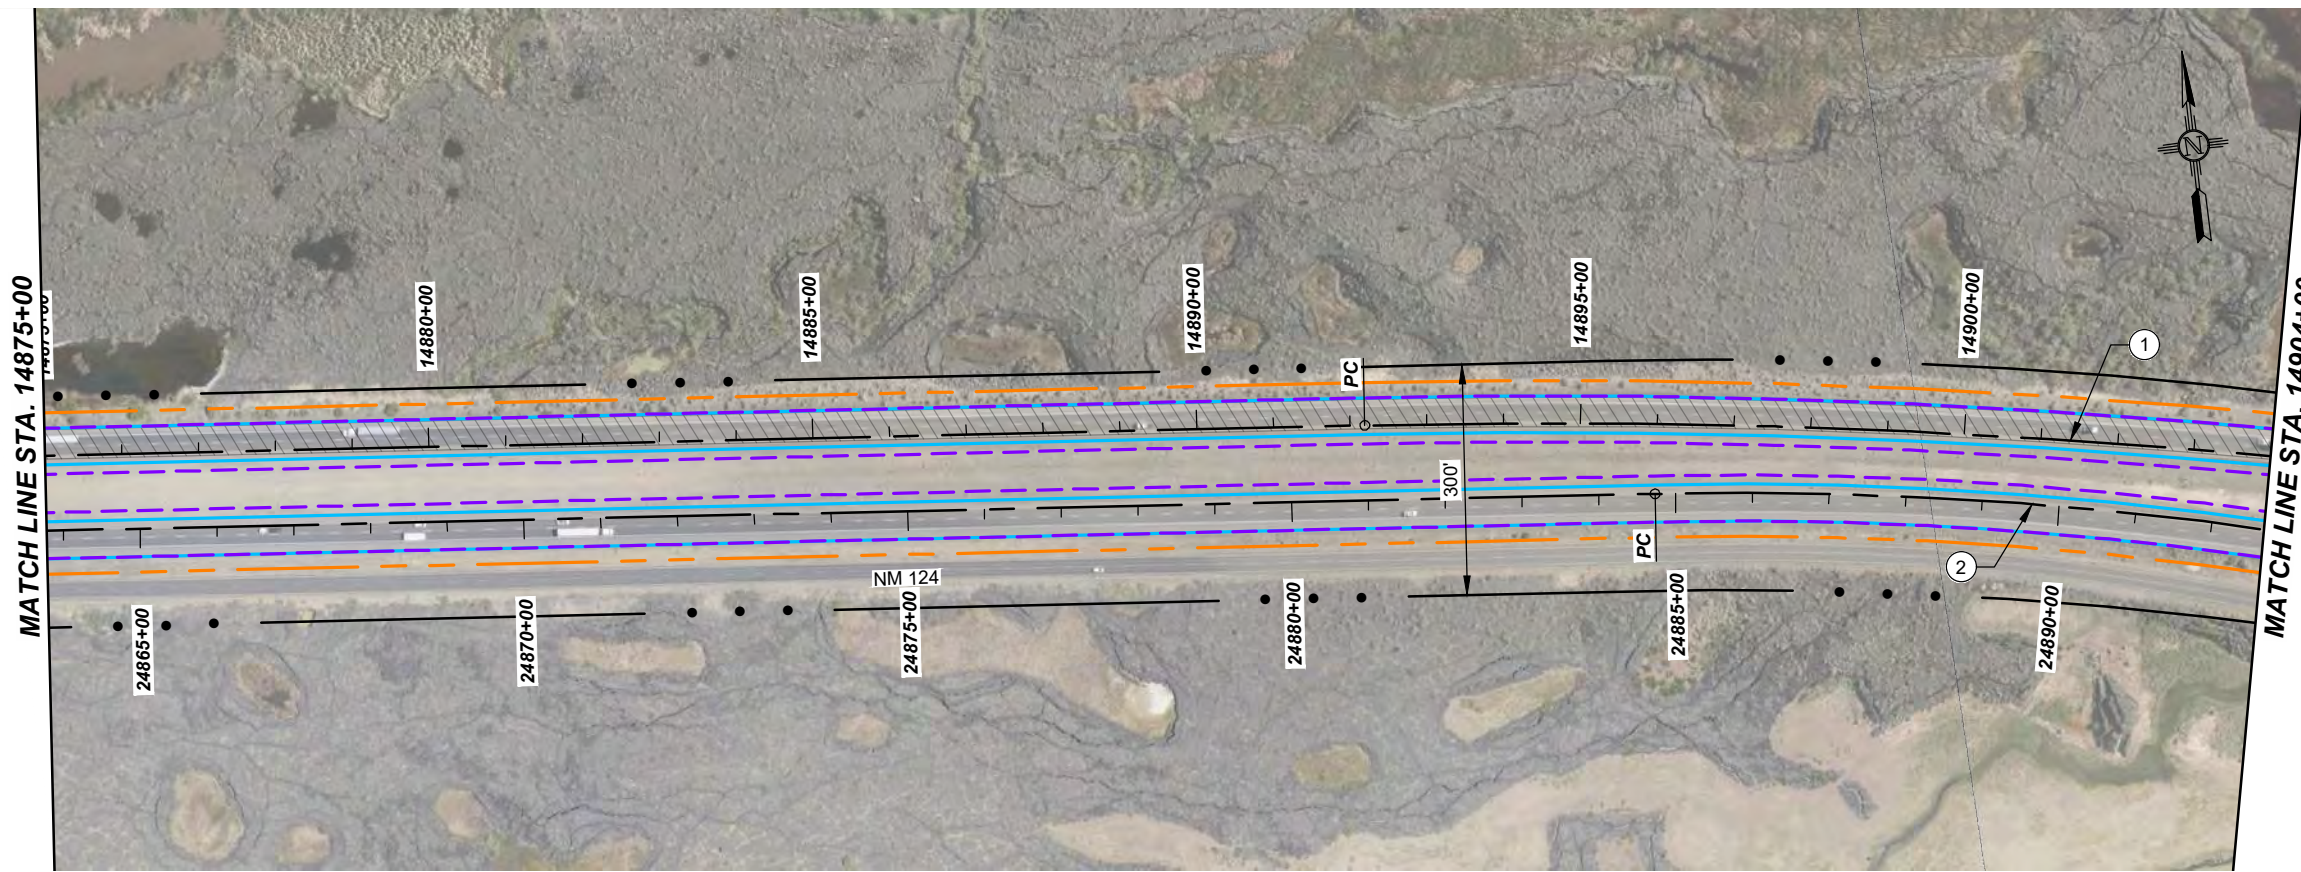 MATCH LINE STA. 14875+00
14880+00
14885+00
14890+00
14895+00
14900+00
N
PC
1
300'
PC
2
NM 124
24865+00
24870+00
24875+00
24880+00
24885+00
24890+00
MATCH LINE STA.